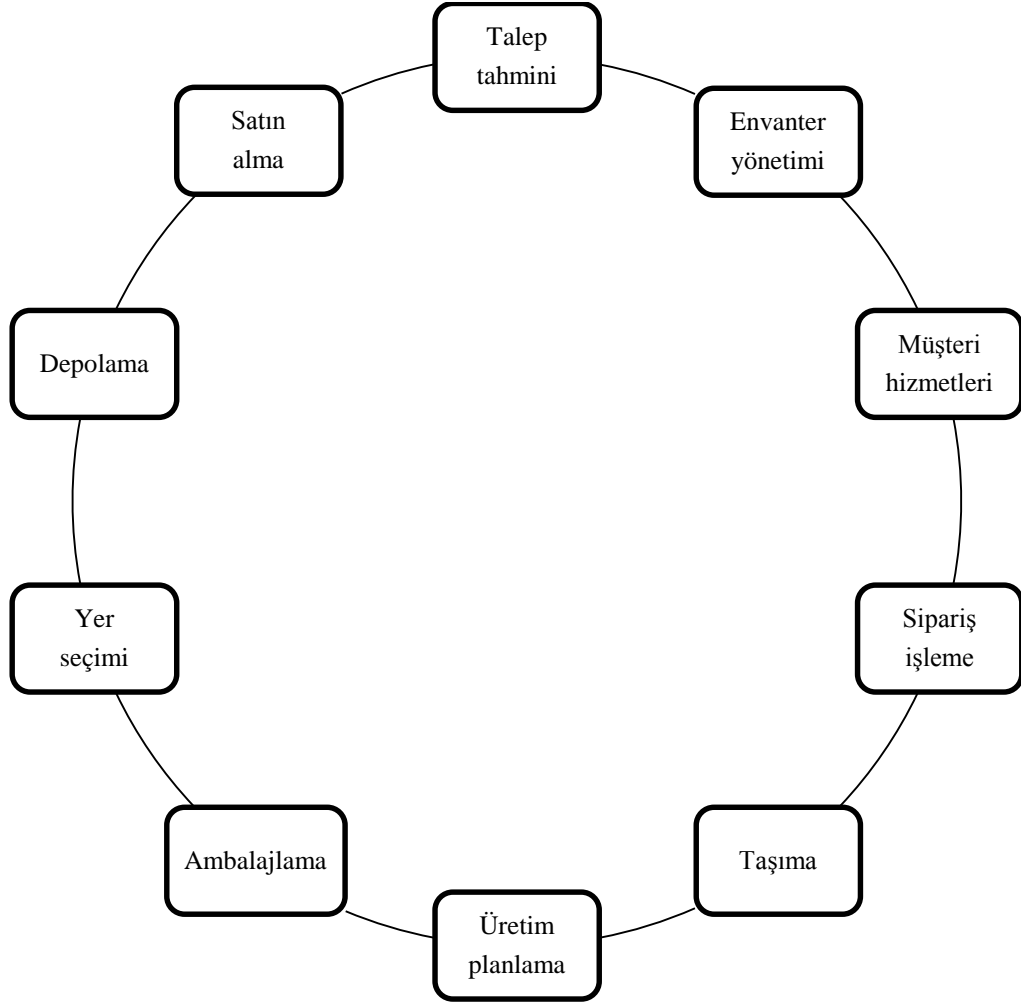 Talep
tahmini
Envanter
yönetimi
Müşteri
hizmetleri
Sipariş
işleme
Taşıma
Üretim
planlama
Ambalajlama
Yer
seçimi
Depolama
Satın
alma